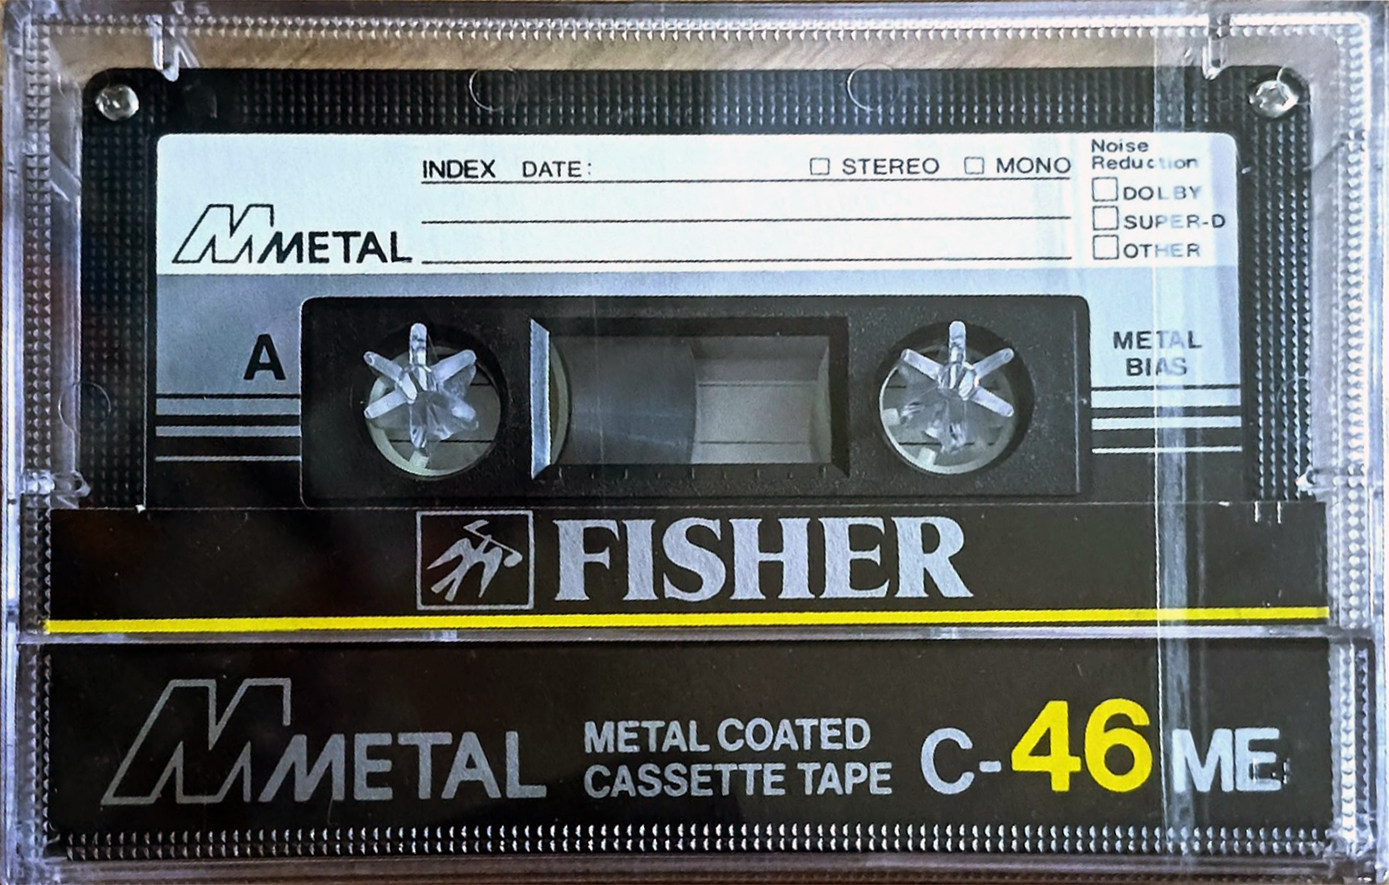 INDEX DATE: ☐ STEREO ☐ MONO
Noise
Reduction
☐ DOLBY
☐ SUPER-D
☐ OTHER
M METAL
A
METAL
BIAS
FISHER
M METAL
METAL COATED
CASSETTE TAPE
C-46 ME